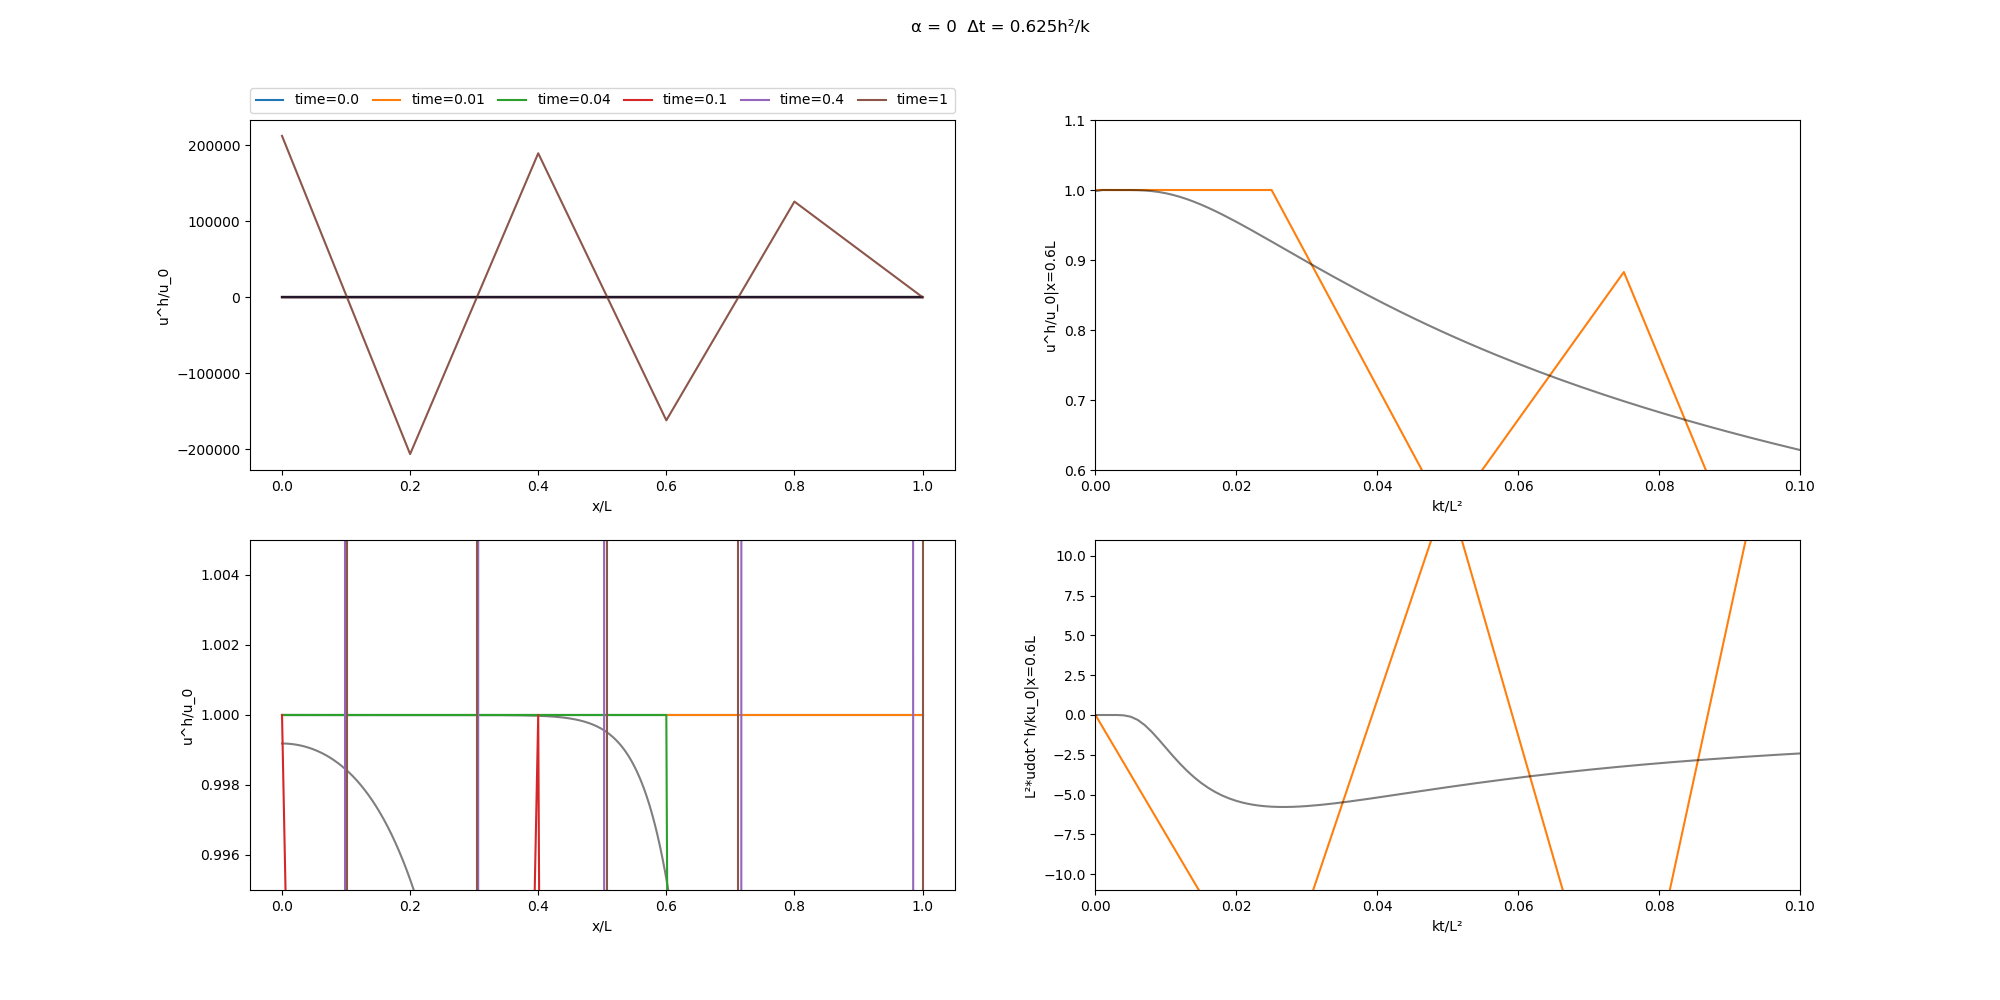 α = 0  Δt = 0.625h²/k
time=0.0 time=0.01 time=0.04 time=0.1 time=0.4 time=1
200000
100000
0
−100000
−200000
u^h/u_0
0.0 0.2 0.4 0.6 0.8 1.0
x/L
1.1
1.0
0.9
0.8
0.7
0.6
u^h/u_0|x=0.6L
0.00 0.02 0.04 0.06 0.08 0.10
kt/L²
1.004
1.002
1.000
0.998
0.996
u^h/u_0
0.0 0.2 0.4 0.6 0.8 1.0
x/L
10.0
7.5
5.0
2.5
0.0
−2.5
−5.0
−7.5
−10.0
L²*udot^h/ku_0|x=0.6L
0.00 0.02 0.04 0.06 0.08 0.10
kt/L²